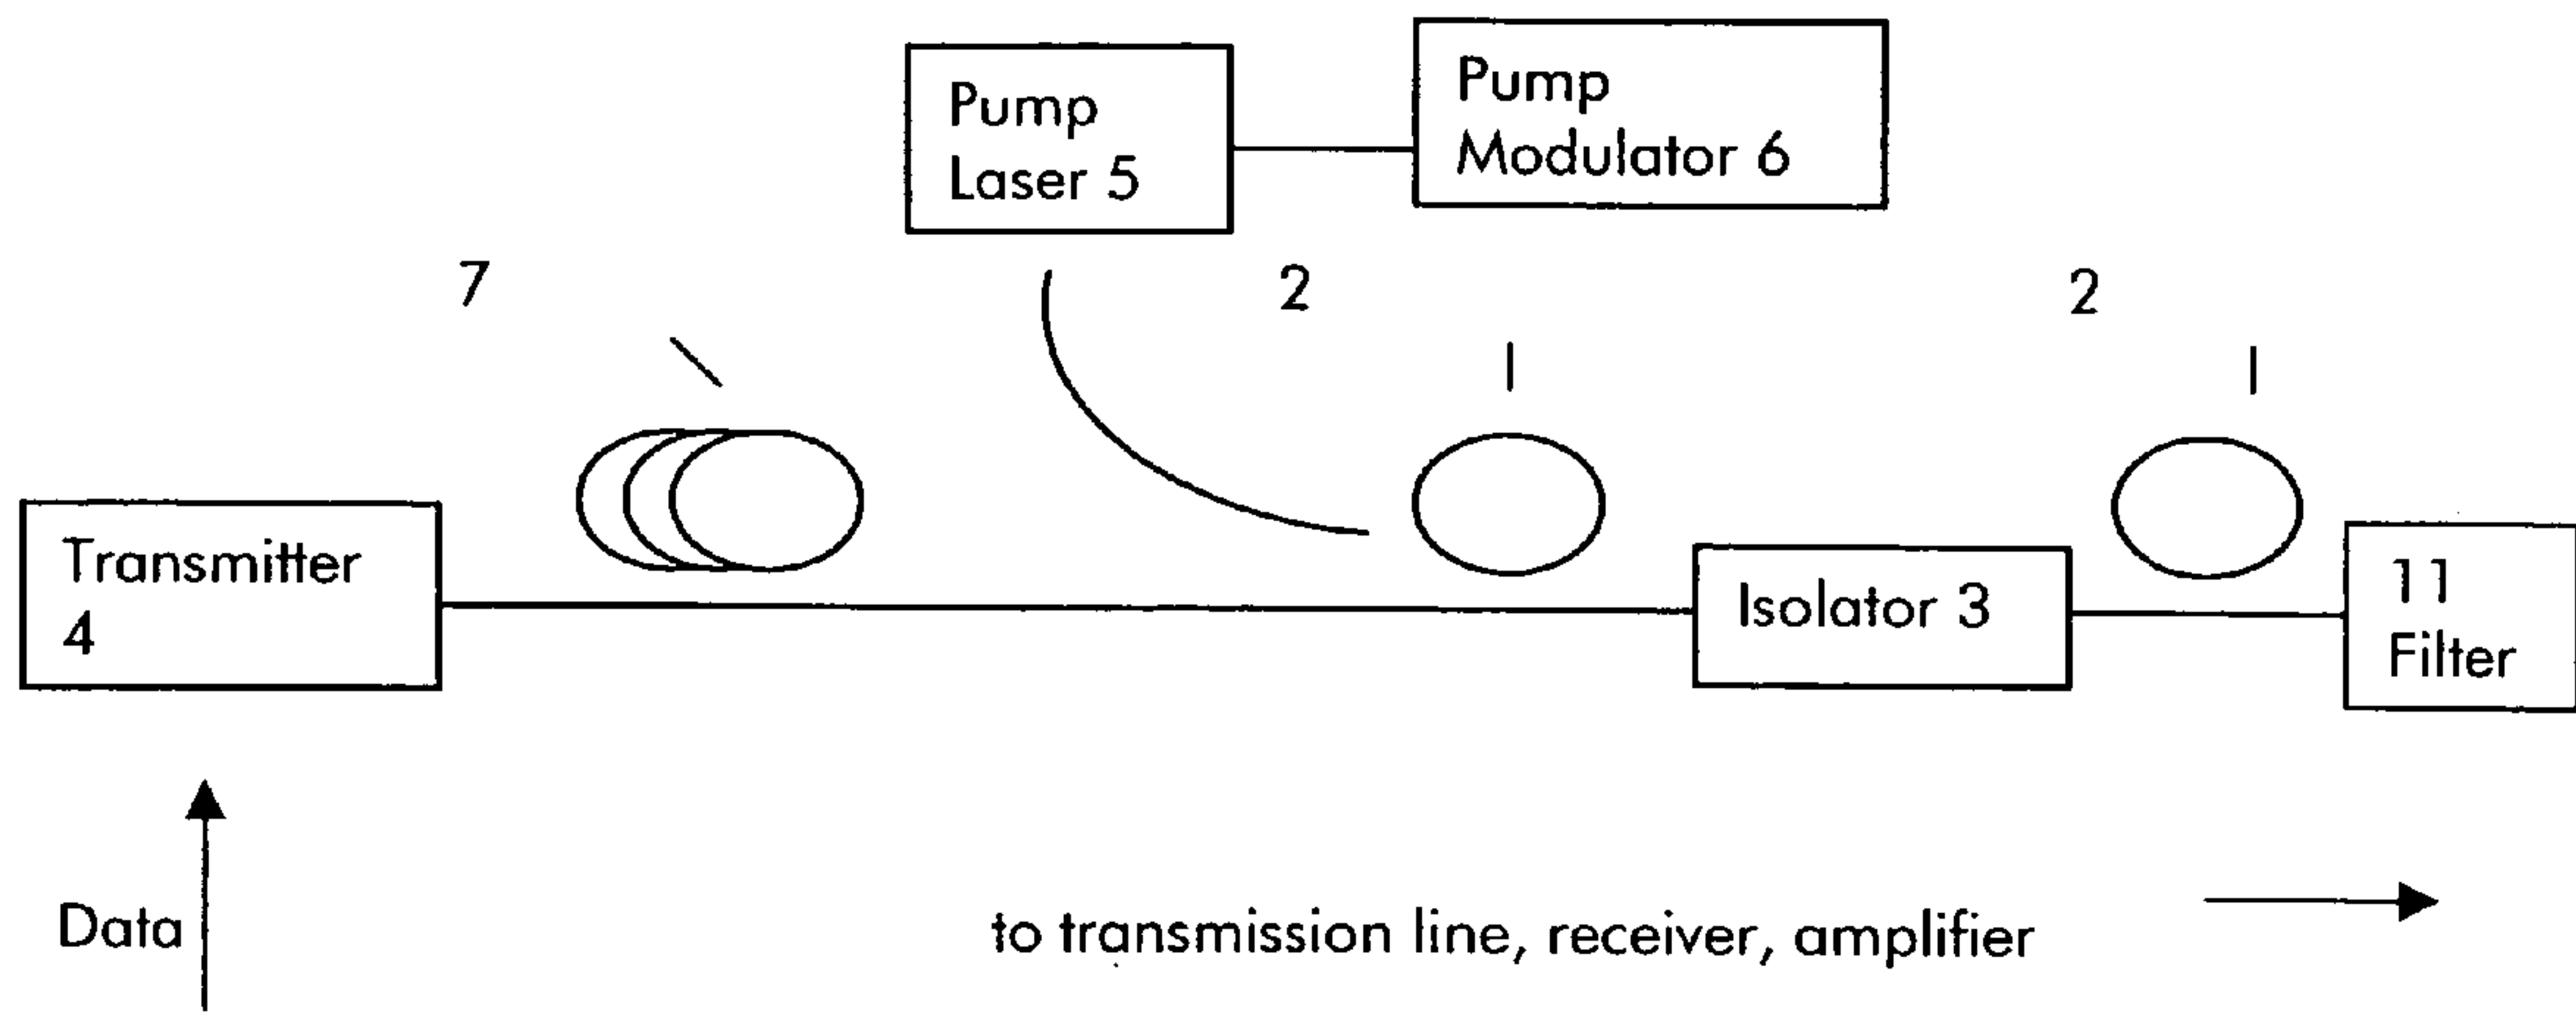 Pump
Laser 5
Pump
Modulator 6
7
2
2
Transmitter
4
Isolator 3
11
Filter
Data
to transmission line, receiver, amplifier